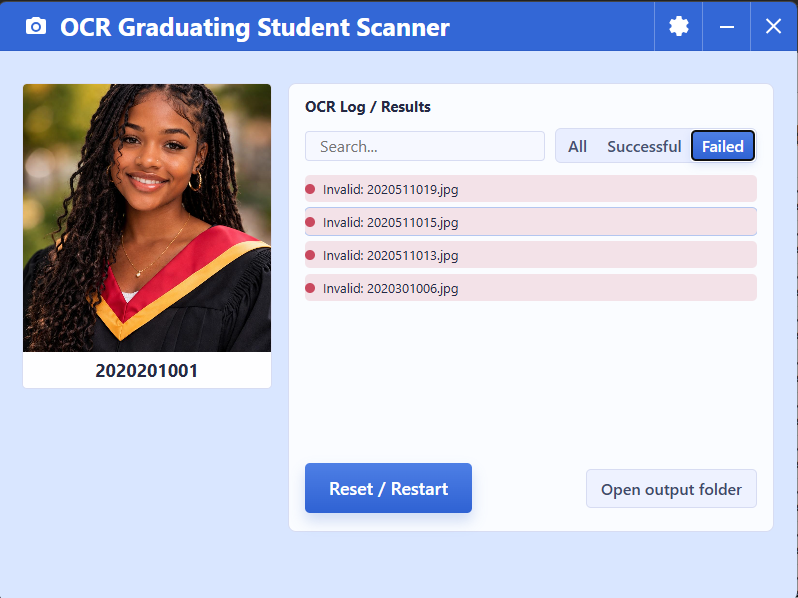 OCR Graduating Student Scanner
2020201001
OCR Log / Results
Search...
All Successful Failed
Invalid: 2020511019.jpg
Invalid: 2020511015.jpg
Invalid: 2020511013.jpg
Invalid: 2020301006.jpg
Reset / Restart
Open output folder